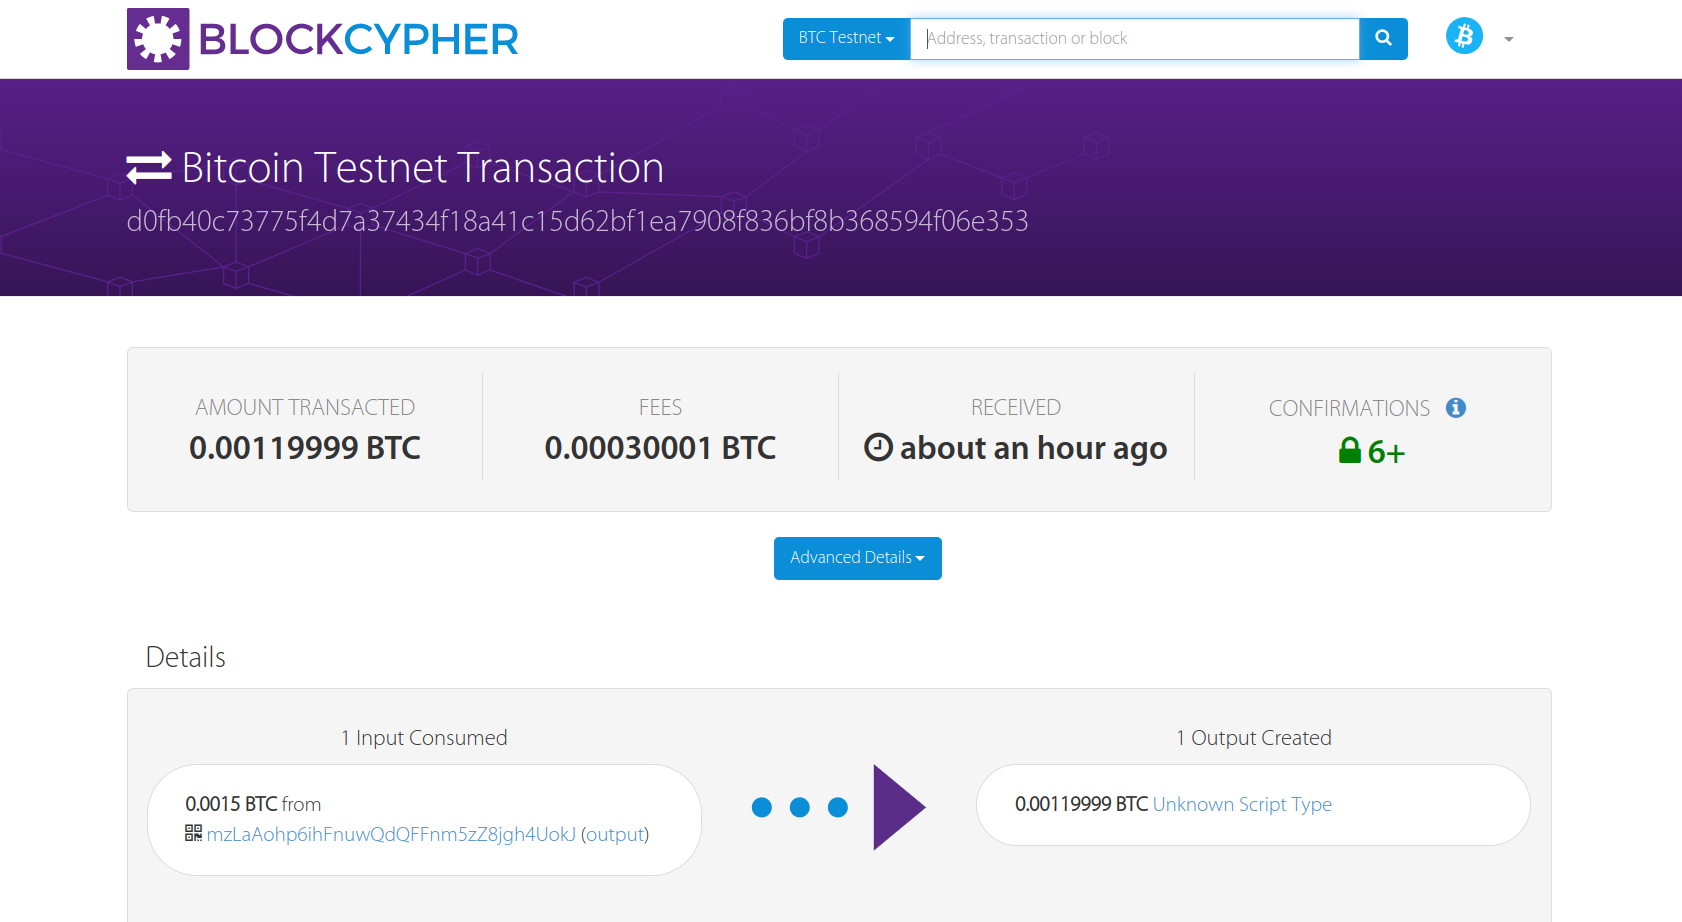 BLOCKCYPHER
BTC Testnet
Address, transaction or block
Bitcoin Testnet Transaction
d0fb40c73775f4d7a37434f18a41c15d62bf1ea7908f836bf8b368594f06e353
AMOUNT TRANSACTED
0.00119999 BTC
FEES
0.00030001 BTC
RECEIVED
about an hour ago
CONFIRMATIONS
6+
Advanced Details
Details
1 Input Consumed
0.0015 BTC from
mzLaAohp6ihFnuwQdQFFnm5zZ8jgh4UokJ (output)
1 Output Created
0.00119999 BTC Unknown Script Type